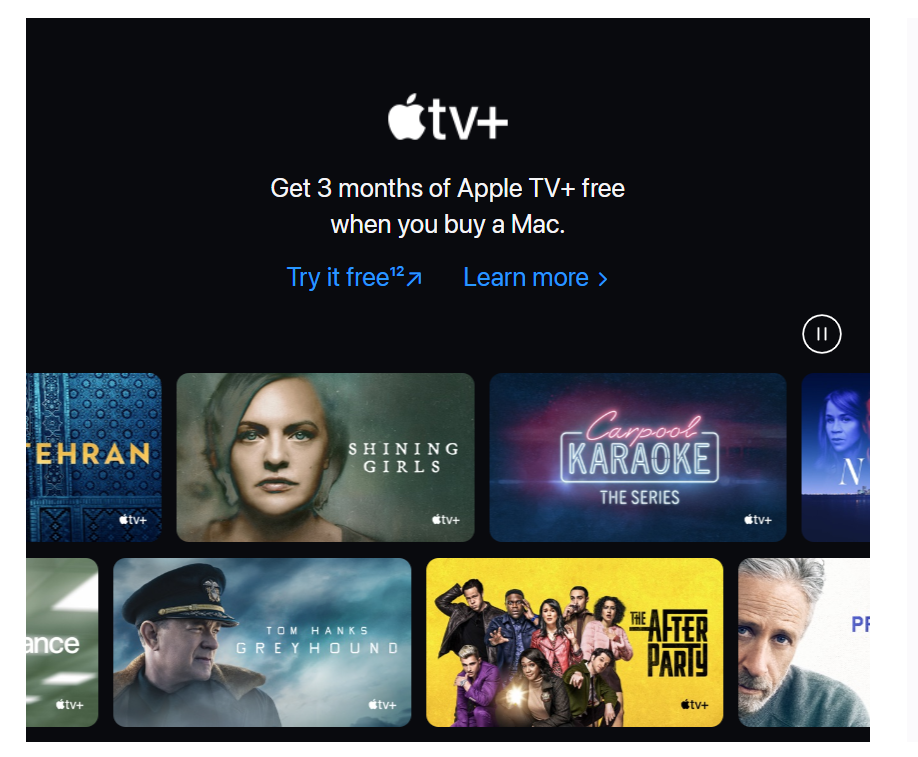 tv+
Get 3 months of Apple TV+ free
when you buy a Mac.
Try it free¹²↗ Learn more >
TEHRAN
tv+
SHINING
GIRLS
tv+
Carpool
KARAOKE
THE SERIES
tv+
N
ance
tv+
TOM HANKS
GREYHOUND
tv+
THE
AFTER
PARTY
tv+
PR